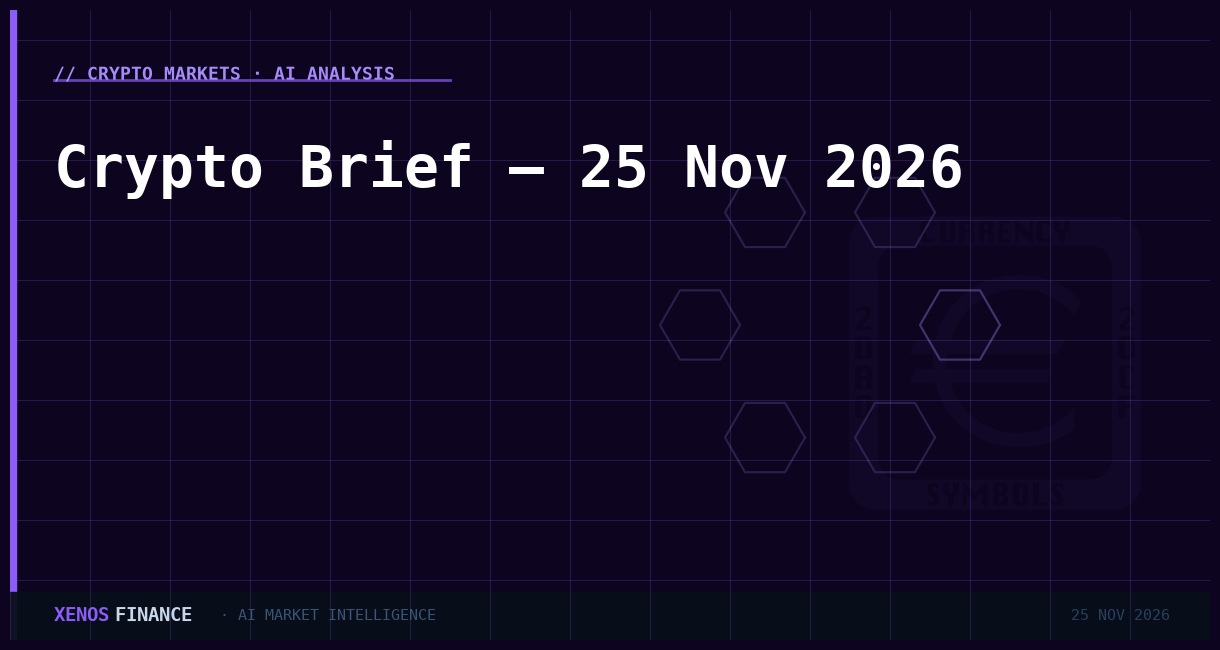 // CRYPTO MARKETS · AI ANALYSIS
Crypto Brief — 25 Nov 2026
CURRENCY
SYMBOLS
XENOS FINANCE · AI MARKET INTELLIGENCE
25 NOV 2026